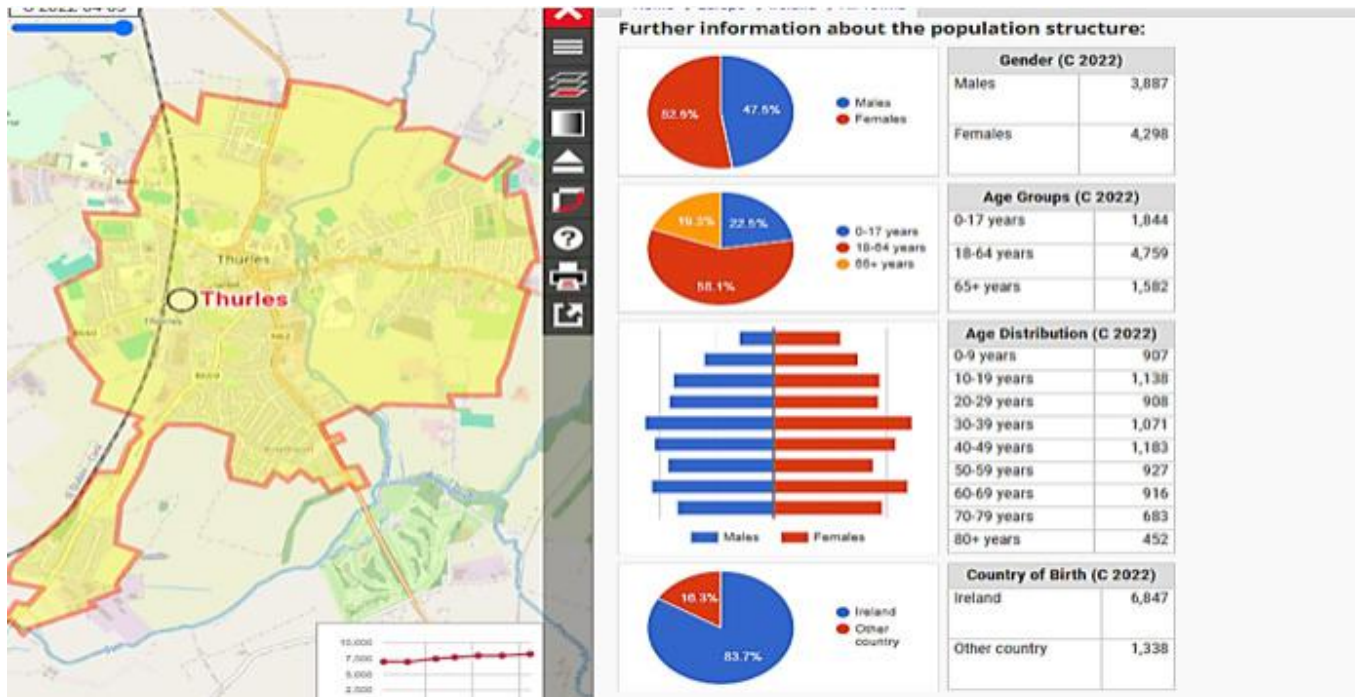 Further information about the population structure:
Thurles
Thurles
Thurles
10,000
7,500
5,000
2,500
52.5%
47.5%
Males
Females
Gender (C 2022)
Males 3,887
Females 4,298
19.3%
22.5%
58.1%
0-17 years
18-64 years
65+ years
Age Groups (C 2022)
0-17 years 1,844
18-64 years 4,759
65+ years 1,582
Males
Females
Age Distribution (C 2022)
0-9 years 907
10-19 years 1,138
20-29 years 908
30-39 years 1,071
40-49 years 1,183
50-59 years 927
60-69 years 916
70-79 years 683
80+ years 452
16.3%
83.7%
Ireland
Other
country
Country of Birth (C 2022)
Ireland 6,847
Other country 1,338